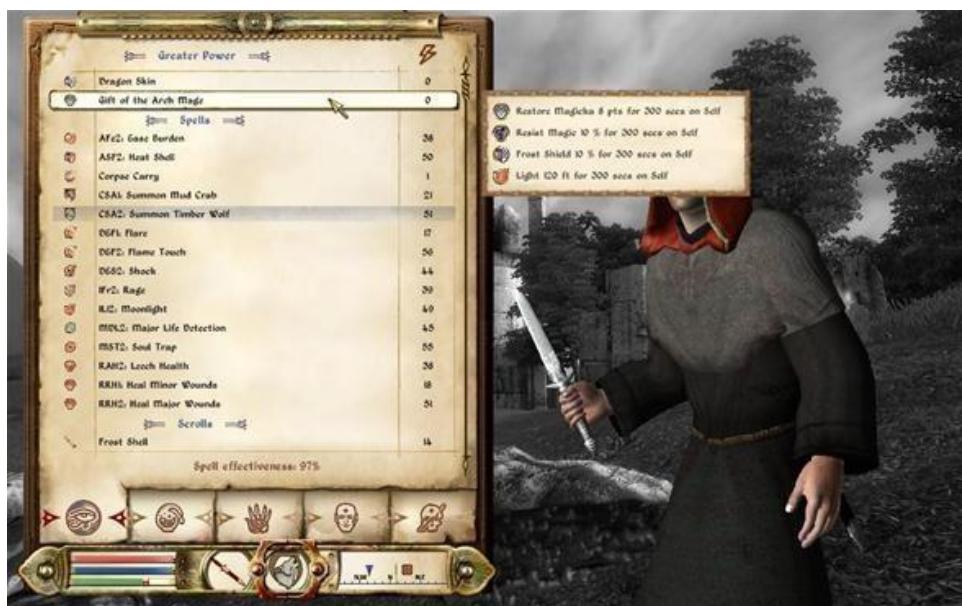 Greater Power
Dragon Skin 0
Gift of the Arch Mage 0
Spells
AFe2: Ease Burden 38
ASF2: Heat Shell 50
Corpse Carry 1
CSA1: Summon Mud Crab 21
CSA2: Summon Timber Wolf 51
DGF1: Flare 17
DGF2: Flame Touch 56
DGS2: Shock 44
IFr2: Rage 39
ILI2: Moonlight 49
MDL2: Major Life Detection 45
MST2: Soul Trap 55
RAH2: Leech Health 38
RRH1: Heal Minor Wounds 18
RRH2: Heal Major Wounds 51
Scrolls
Frost Shell 14
Spell effectiveness: 97%
Restore Magicka 8 pts for 300 secs on Self
Resist Magic 10 % for 300 secs on Self
Frost Shield 10 % for 300 secs on Self
Light 120 ft for 300 secs on Self